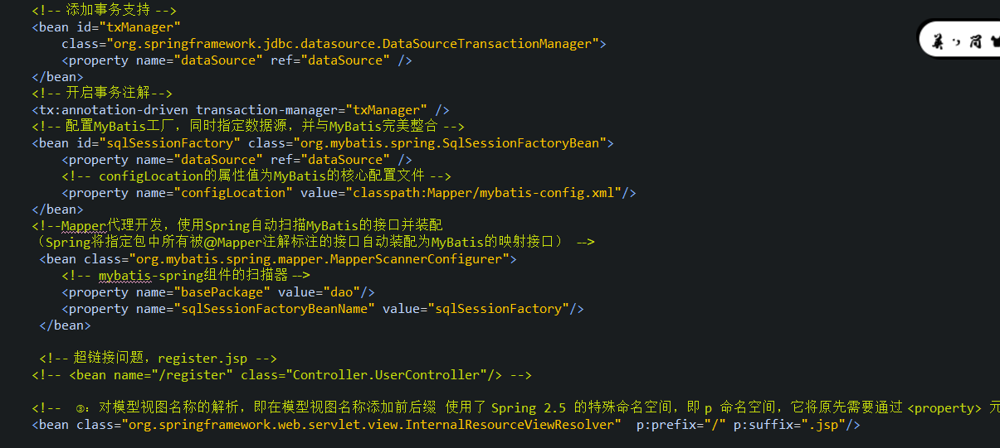 <!-- 添加事务支持 -->
<bean id="txManager"
class="org.springframework.jdbc.datasource.DataSourceTransactionManager">
<property name="dataSource" ref="dataSource" />
</bean>
<!-- 开启事务注解-->
<tx:annotation-driven transaction-manager="txManager" />
<!-- 配置MyBatis工厂，同时指定数据源，并与MyBatis完美整合 -->
<bean id="sqlSessionFactory" class="org.mybatis.spring.SqlSessionFactoryBean">
<property name="dataSource" ref="dataSource" />
<!-- configLocation的属性值为MyBatis的核心配置文件 -->
<property name="configLocation" value="classpath:Mapper/mybatis-config.xml"/>
</bean>
<!--Mapper代理开发，使用Spring自动扫描MyBatis的接口并装配
（Spring将指定包中所有被@Mapper注解标注的接口自动装配为MyBatis的映射接口） -->
<bean class="org.mybatis.spring.mapper.MapperScannerConfigurer">
<!-- mybatis-spring组件的扫描器 -->
<property name="basePackage" value="dao"/>
<property name="sqlSessionFactoryBeanName" value="sqlSessionFactory"/>
</bean>
<!-- 超链接问题，register.jsp -->
<!-- <bean name="/register" class="Controller.UserController"/> -->
<!-- ③：对模型视图名称的解析，即在模型视图名称添加前后缀 使用了 Spring 2.5 的特殊命名空间，即 p 命名空间，它将原先需要通过 <property> 元
<bean class="org.springframework.web.servlet.view.InternalResourceViewResolver" p:prefix="/" p:suffix=".jsp"/>
英 简